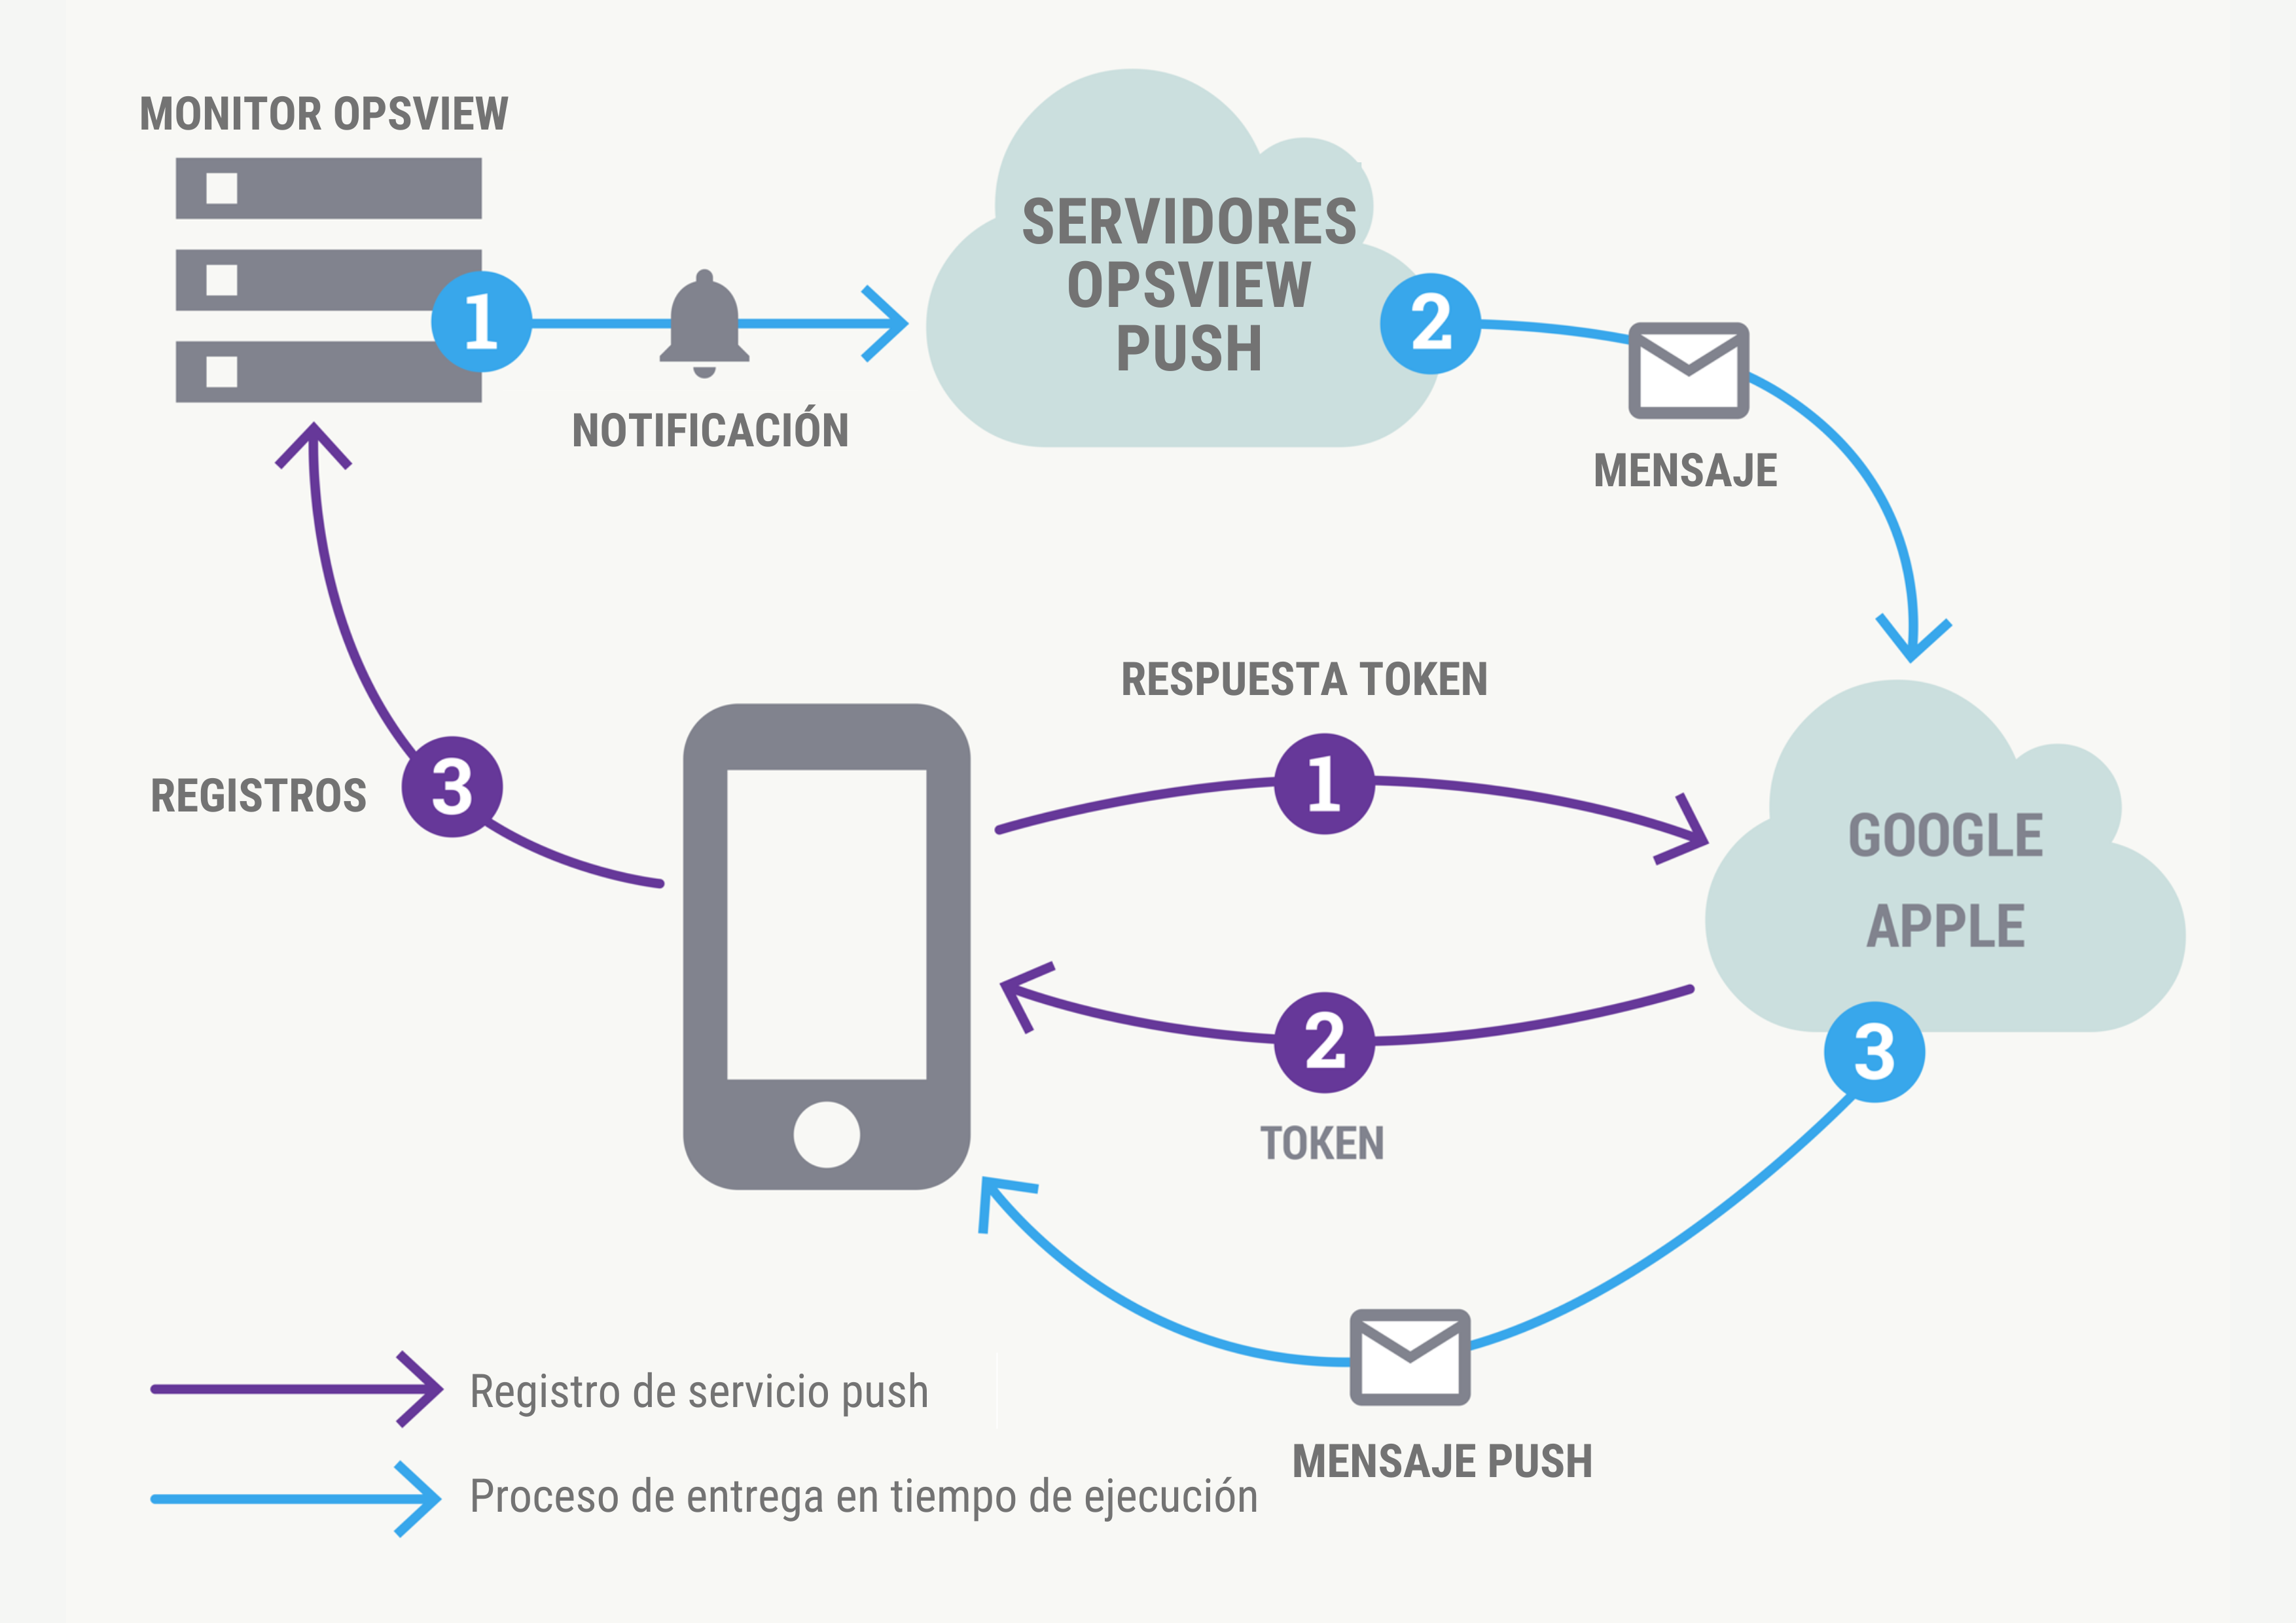 MONITOR OPSVIEW
1
NOTIFICACIÓN
SERVIDORES
OPSVIEW
PUSH
2
MENSAJE
RESPUESTA TOKEN
1
REGISTROS
3
GOOGLE
APPLE
2
3
TOKEN
Registro de servicio push
MENSAJE PUSH
Proceso de entrega en tiempo de ejecución